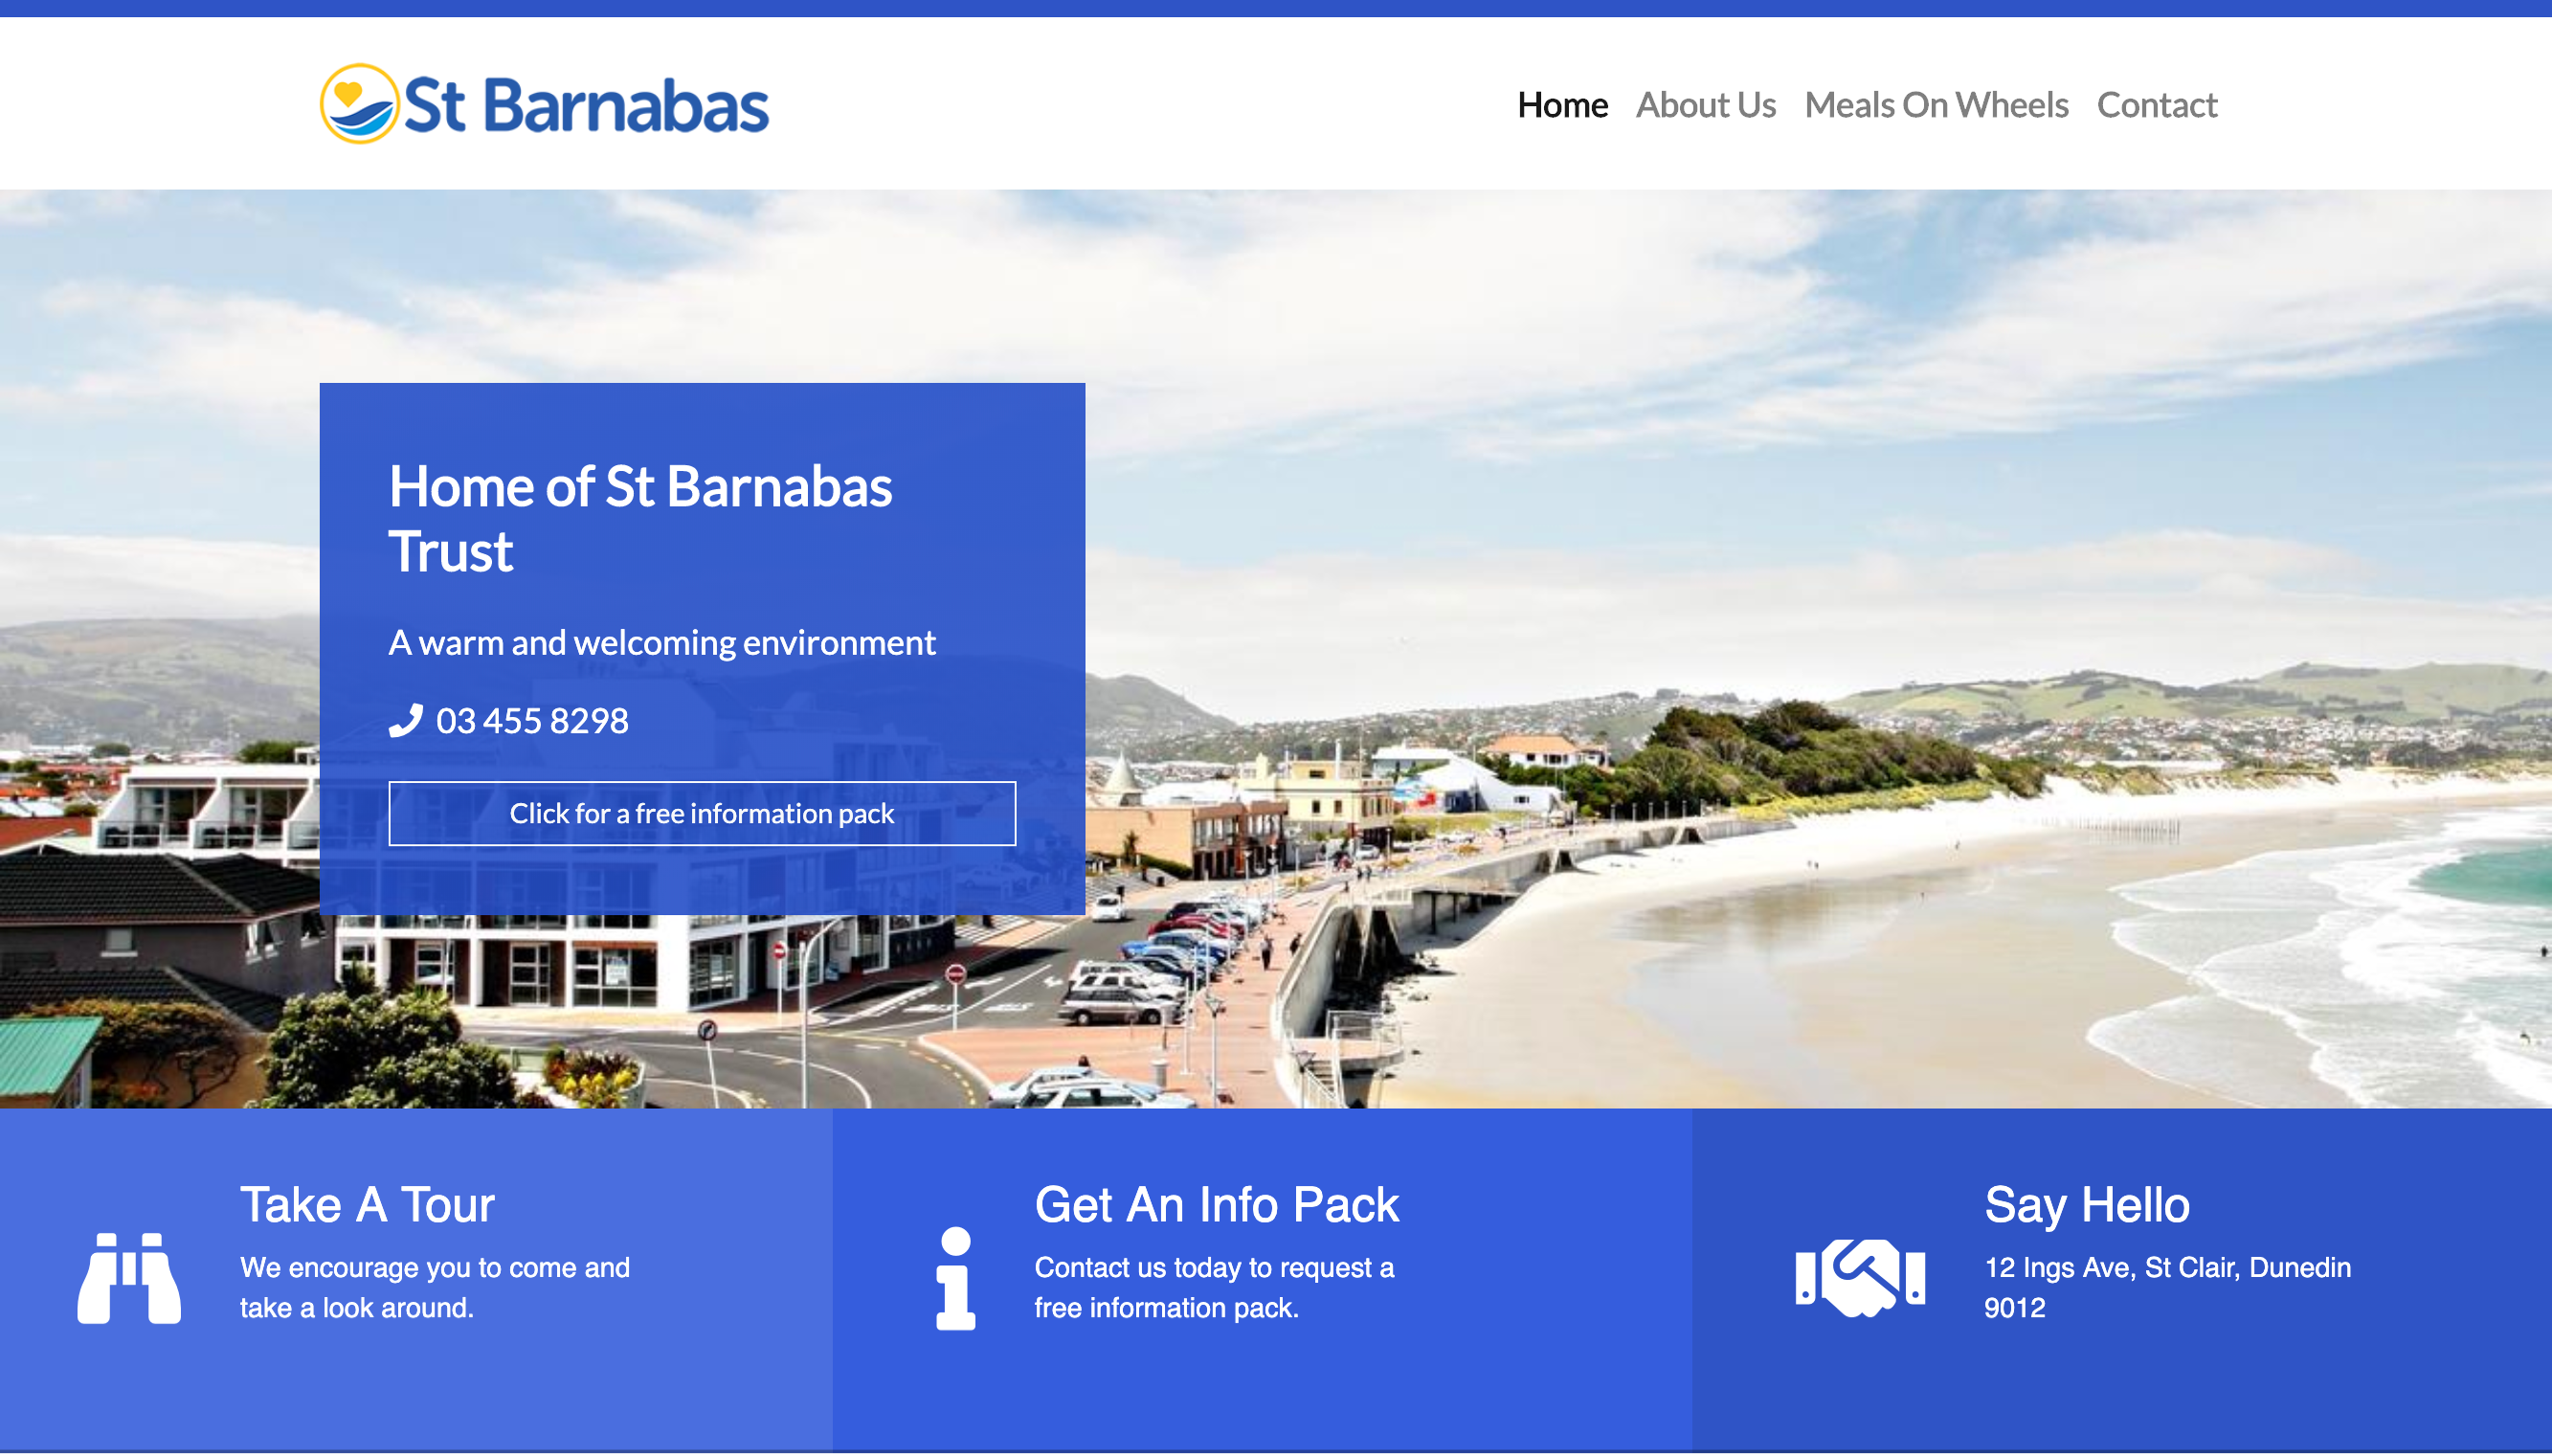 St Barnabas
Home About Us Meals On Wheels Contact
Home of St Barnabas
Trust
A warm and welcoming environment
03 455 8298
Click for a free information pack
Take A Tour
We encourage you to come and
take a look around.
Get An Info Pack
Contact us today to request a
free information pack.
Say Hello
12 Ings Ave, St Clair, Dunedin
9012